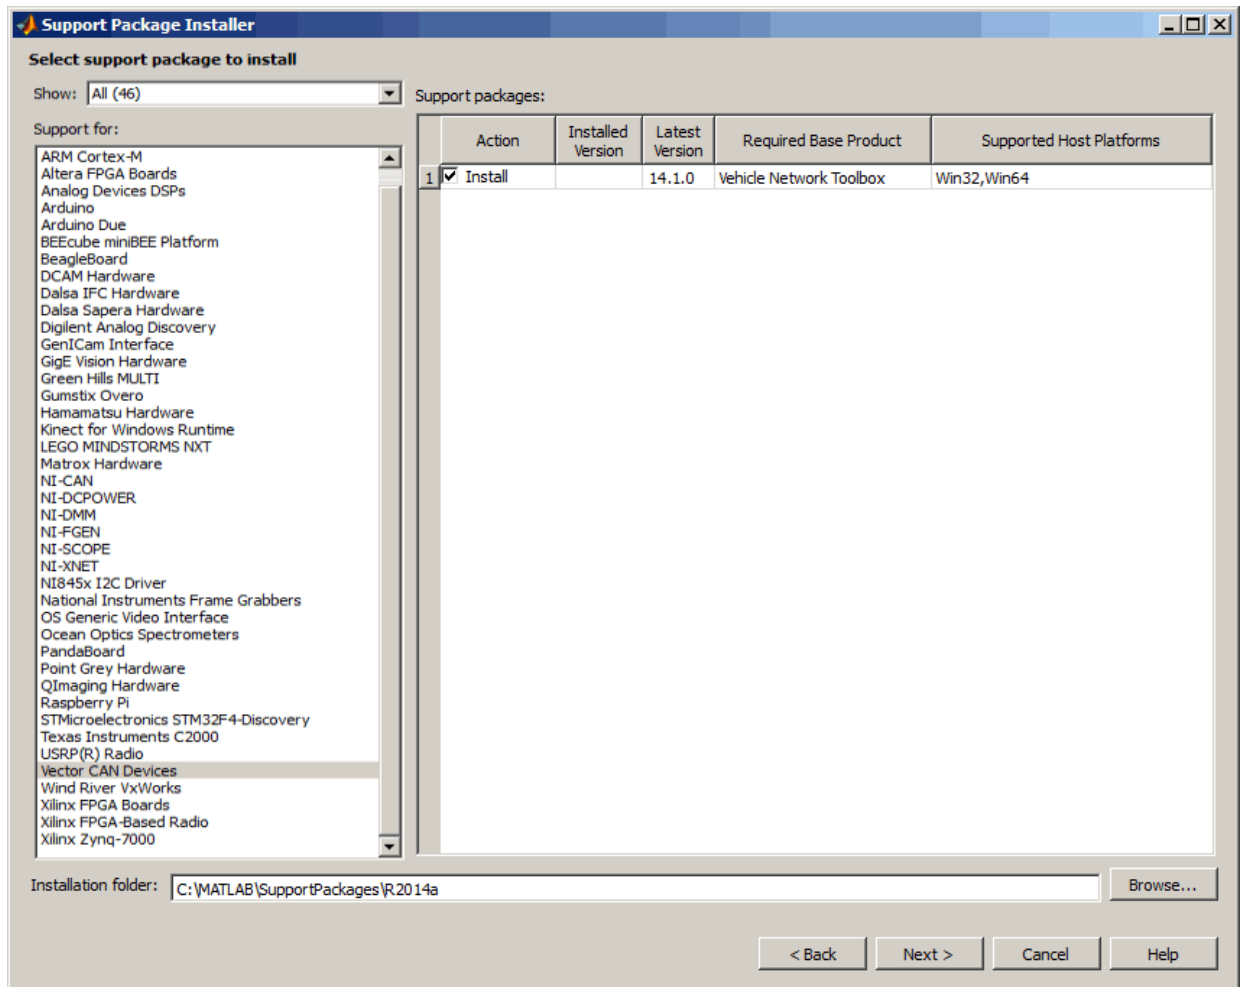 Support Package Installer
Select support package to install
Show: All (46)
Support packages:
Support for:
ARM Cortex-M
Altera FPGA Boards
Analog Devices DSPs
Arduino
Arduino Due
BEEcube miniBEE Platform
BeagleBoard
DCAM Hardware
Dalsa IFC Hardware
Dalsa Sapera Hardware
Digilent Analog Discovery
GenICam Interface
GigE Vision Hardware
Green Hills MULTI
Gumstix Overo
Hamamatsu Hardware
Kinect for Windows Runtime
LEGO MINDSTORMS NXT
Matrox Hardware
NI-CAN
NI-DCPOWER
NI-DMM
NI-FGEN
NI-SCOPE
NI-XNET
NI845x I2C Driver
National Instruments Frame Grabbers
OS Generic Video Interface
Ocean Optics Spectrometers
PandaBoard
Point Grey Hardware
QImaging Hardware
Raspberry Pi
STMicroelectronics STM32F4-Discovery
Texas Instruments C2000
USRP(R) Radio
Vector CAN Devices
Wind River VxWorks
Xilinx FPGA Boards
Xilinx FPGA-Based Radio
Xilinx Zynq-7000
Action Installed Version Latest Version Required Base Product Supported Host Platforms
1 Install 14.1.0 Vehicle Network Toolbox Win32,Win64
Installation folder: C:\MATLAB\SupportPackages\R2014a Browse...
< Back Next > Cancel Help